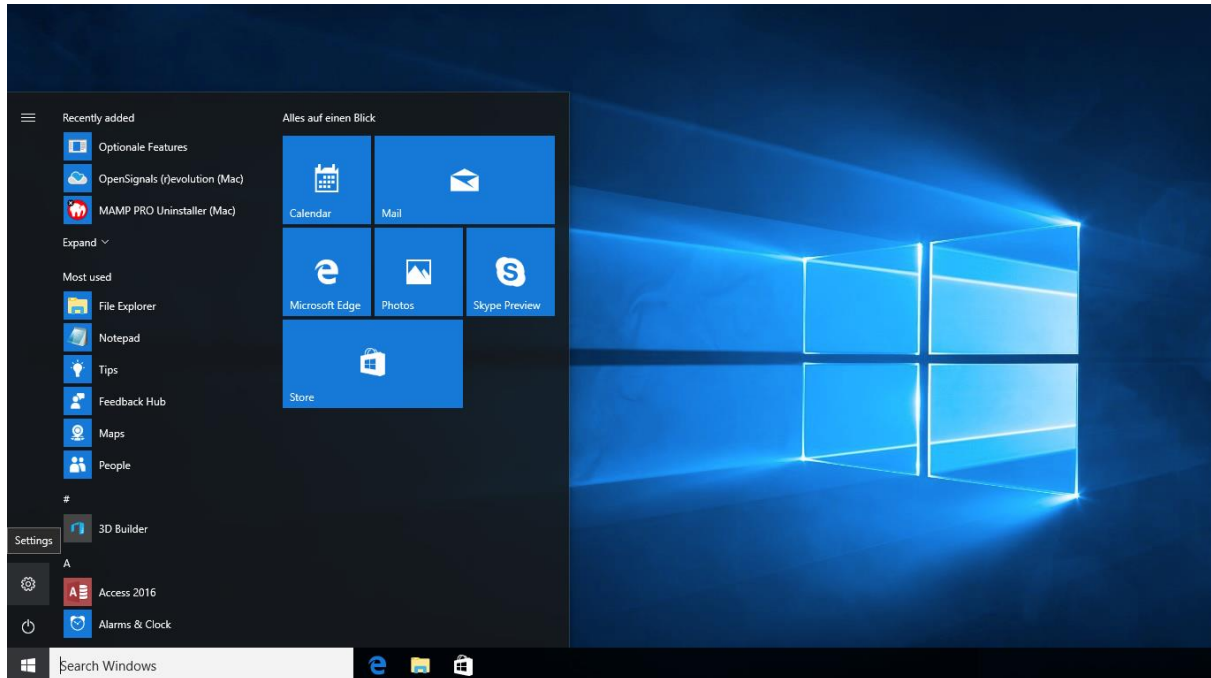 Recently added
Optionale Features
OpenSignals (r)evolution (Mac)
MAMP PRO Uninstaller (Mac)
Expand
Most used
File Explorer
Notepad
Tips
Feedback Hub
Maps
People
#
3D Builder
Settings
A
Access 2016
Alarms & Clock
Alles auf einen Blick
Calendar
Mail
Microsoft Edge
Photos
Skype Preview
Store
Search Windows